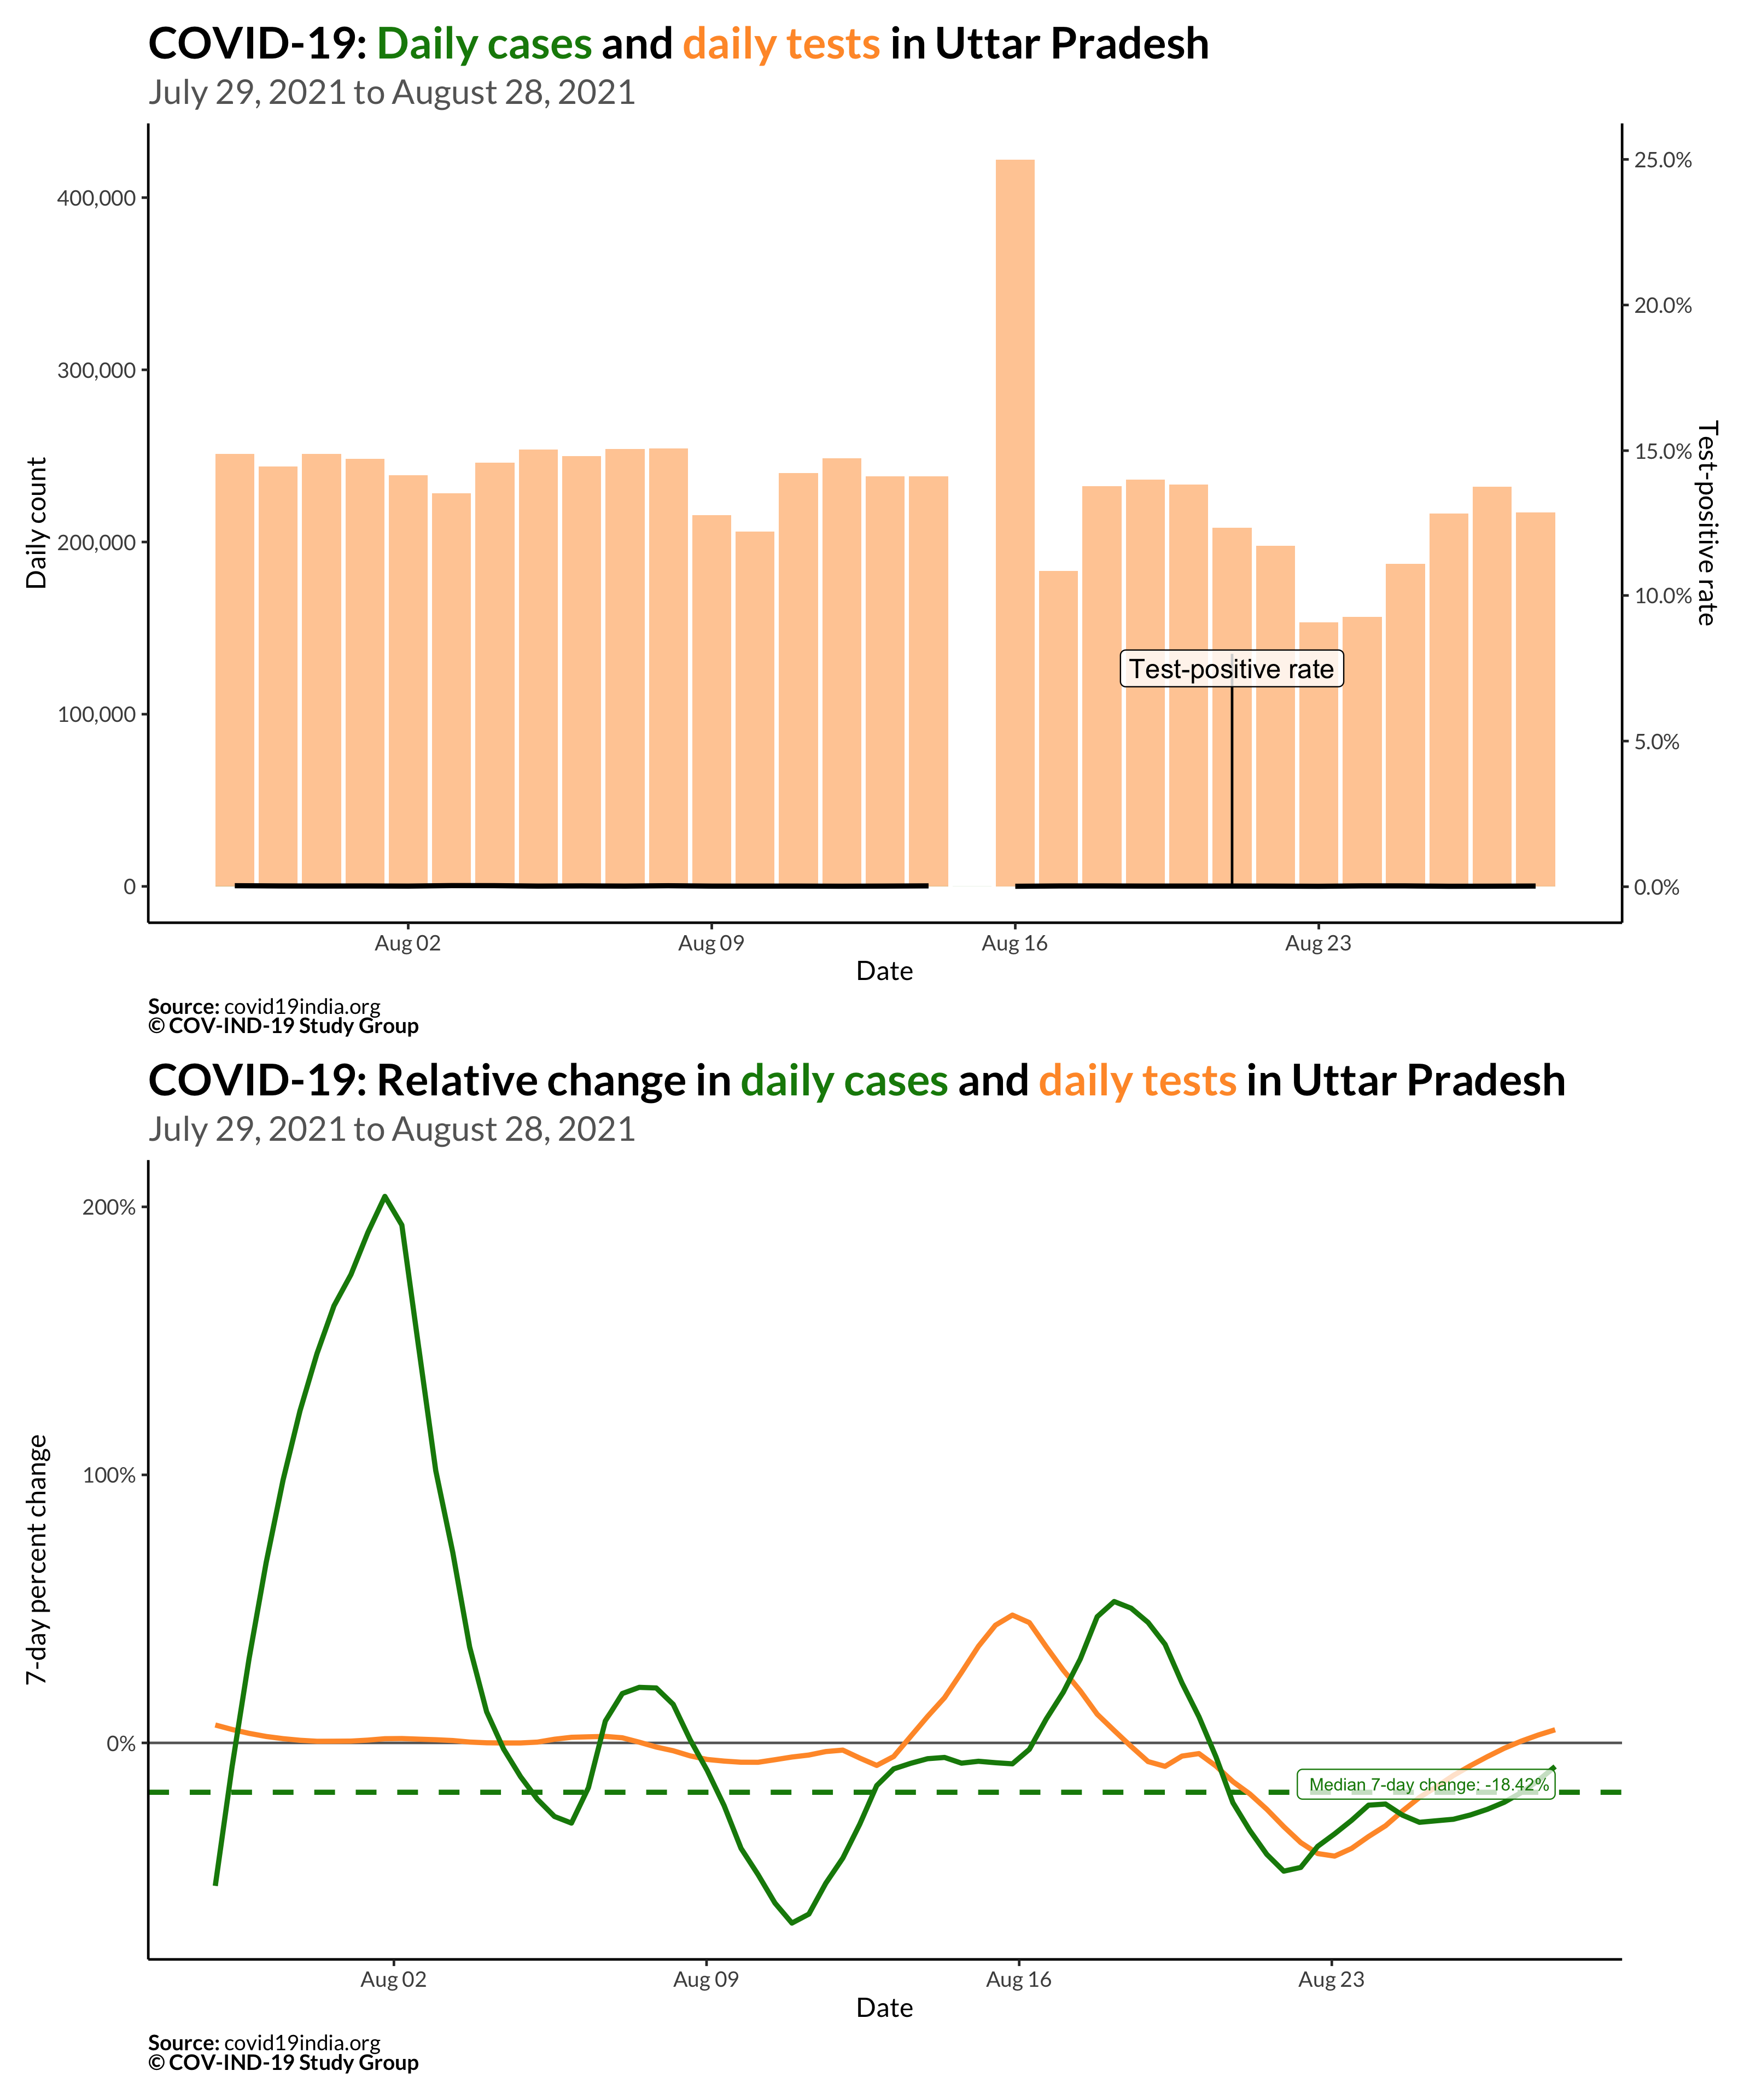 COVID-19: Daily cases and daily tests in Uttar Pradesh
July 29, 2021 to August 28, 2021
400,000
300,000
200,000
100,000
0
Daily count
25.0%
20.0%
15.0%
10.0%
5.0%
0.0%
Test-positive rate
Test-positive rate
Aug 02
Aug 09
Aug 16
Aug 23
Date
Source: covid19india.org
© COV-IND-19 Study Group
COVID-19: Relative change in daily cases and daily tests in Uttar Pradesh
July 29, 2021 to August 28, 2021
200%
100%
0%
7-day percent change
Median 7-day change: -18.42%
Aug 02
Aug 09
Aug 16
Aug 23
Date
Source: covid19india.org
© COV-IND-19 Study Group